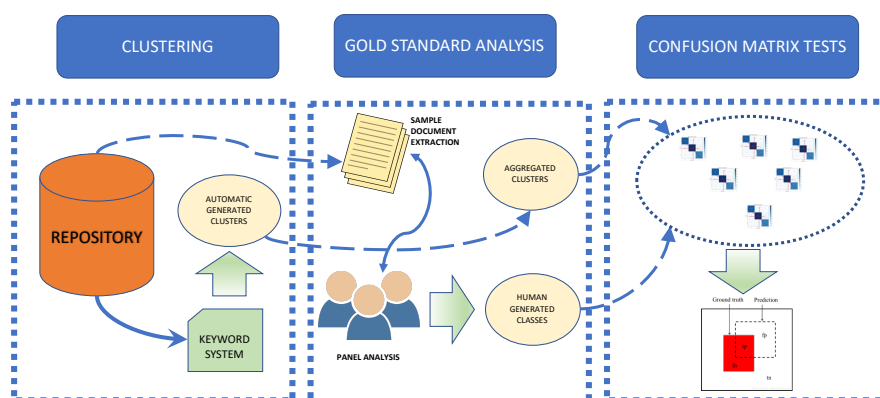 CLUSTERING
GOLD STANDARD ANALYSIS
CONFUSION MATRIX TESTS
SAMPLE
DOCUMENT
EXTRACTION
AUTOMATIC
GENERATED
CLUSTERS
AGGREGATED
CLUSTERS
REPOSITORY
KEYWORD
SYSTEM
PANEL ANALYSIS
HUMAN
GENERATED
CLASSES
Ground truth
Prediction
fp
tp
fn
tn